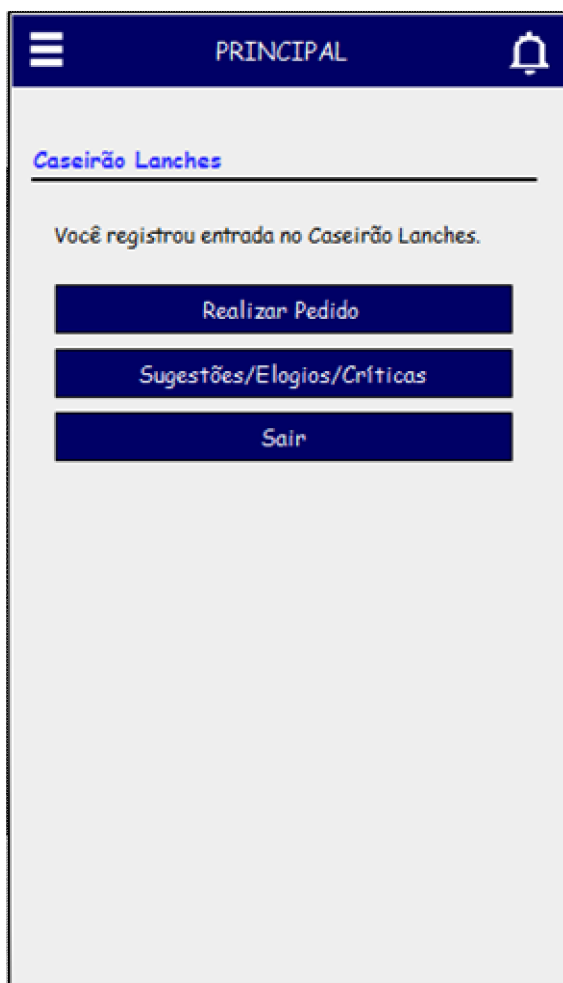 PRINCIPAL
Caseirão Lanches
Você registrou entrada no Caseirão Lanches.
Realizar Pedido
Sugestões/Elogios/Críticas
Sair